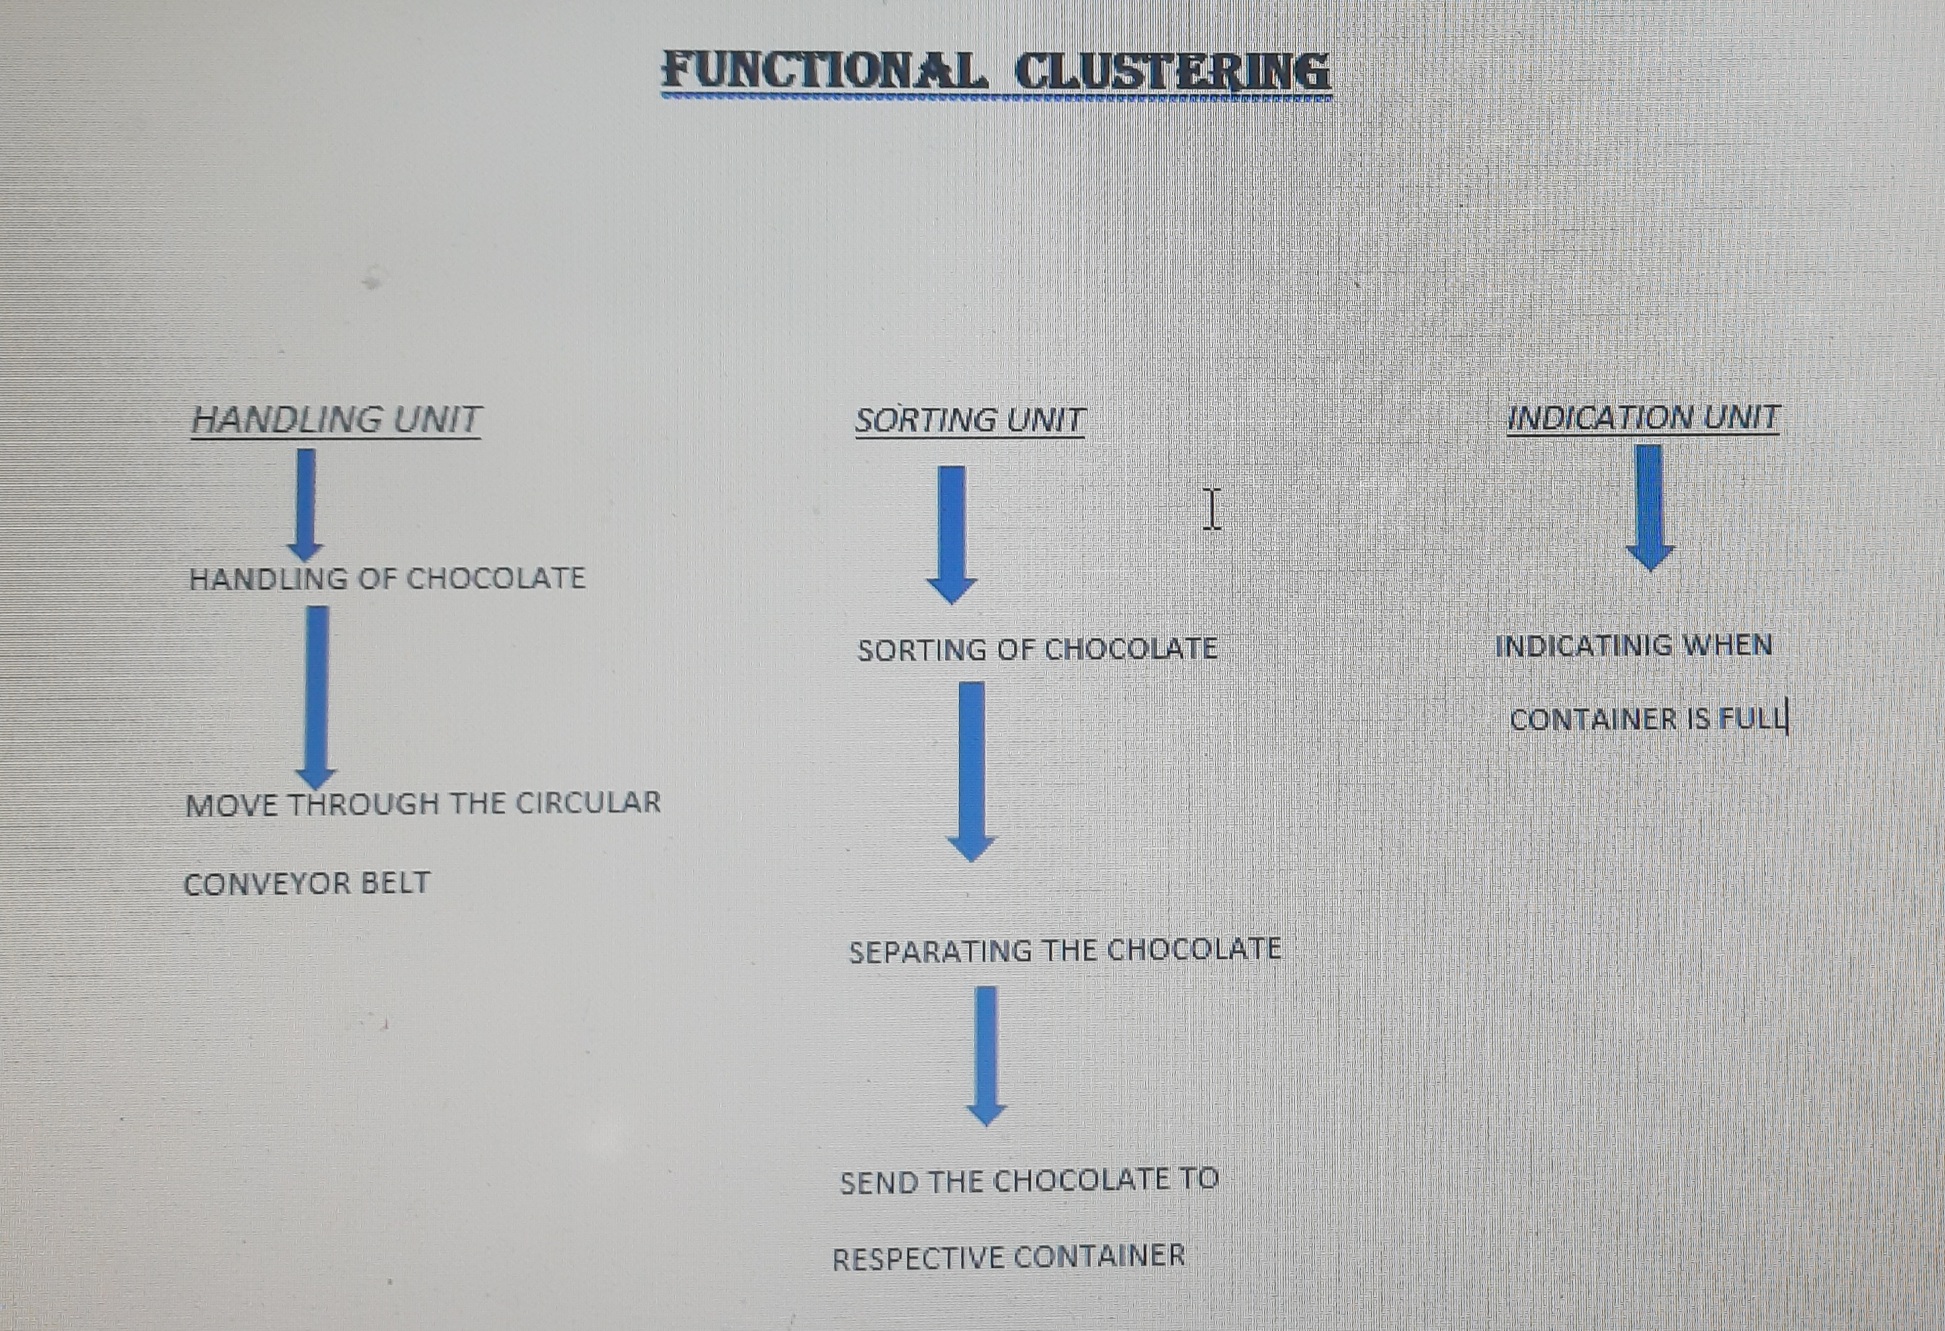 FUNCTIONAL CLUSTERING
HANDLING UNIT
HANDLING OF CHOCOLATE
MOVE THROUGH THE CIRCULAR
CONVEYOR BELT
SORTING UNIT
SORTING OF CHOCOLATE
SEPARATING THE CHOCOLATE
SEND THE CHOCOLATE TO
RESPECTIVE CONTAINER
INDICATION UNIT
INDICATINIG WHEN
CONTAINER IS FULL